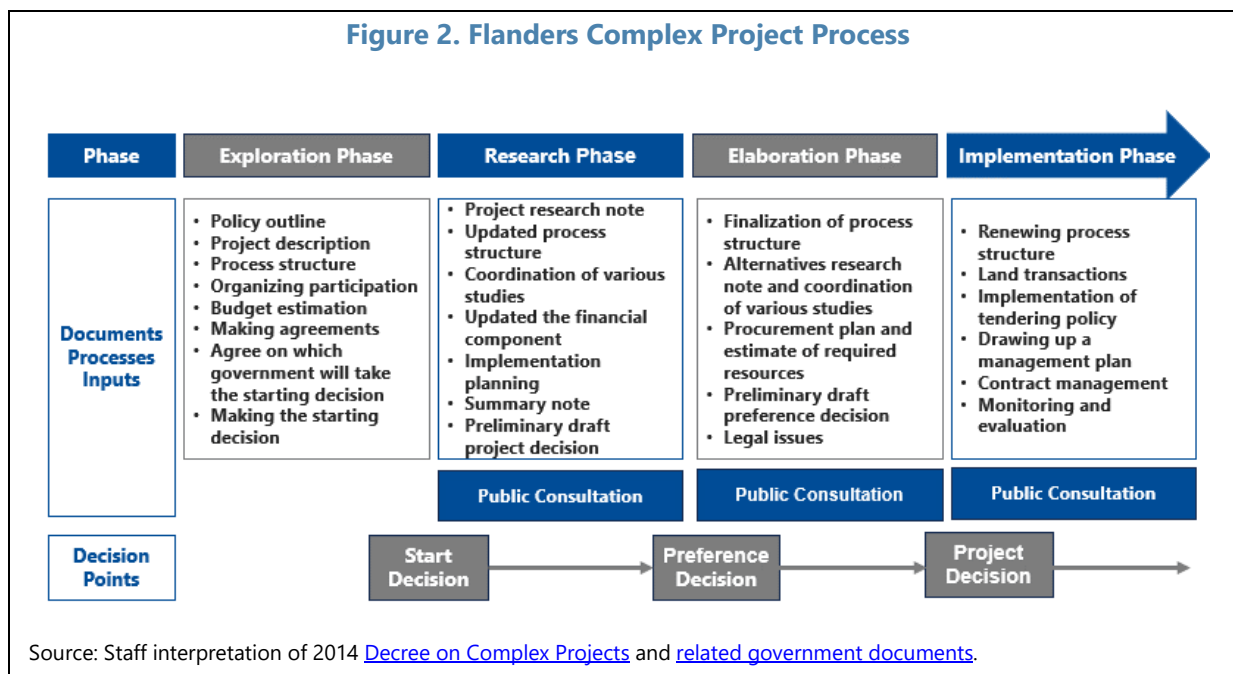 Figure 2. Flanders Complex Project Process
Phase
Exploration Phase
Research Phase
Elaboration Phase
Implementation Phase
Documents
Processes
Inputs
• Policy outline
• Project description
• Process structure
• Organizing participation
• Budget estimation
• Making agreements
• Agree on which
government will take
the starting decision
• Making the starting
decision
• Project research note
• Updated process
structure
• Coordination of various
studies
• Updated the financial
component
• Implementation
planning
• Summary note
• Preliminary draft
project decision
• Finalization of process
structure
• Alternatives research
note and coordination
of various studies
• Procurement plan and
estimate of required
resources
• Preliminary draft
preference decision
• Legal issues
• Renewing process
structure
• Land transactions
• Implementation of
tendering policy
• Drawing up a
management plan
• Contract management
• Monitoring and
evaluation
Public Consultation
Public Consultation
Public Consultation
Decision
Points
Start
Decision
Preference
Decision
Project
Decision
Source: Staff interpretation of 2014 Decree on Complex Projects and related government documents.